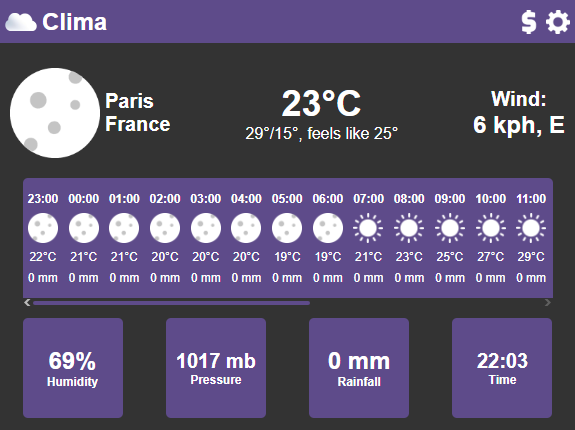 Clima
$
Paris
France
23°C
29°/15°, feels like 25°
Wind:
6 kph, E
23:00 00:00 01:00 02:00 03:00 04:00 05:00 06:00 07:00 08:00 09:00 10:00 11:00
22°C 21°C 21°C 20°C 20°C 20°C 19°C 19°C 21°C 23°C 25°C 27°C 29°C
0 mm 0 mm 0 mm 0 mm 0 mm 0 mm 0 mm 0 mm 0 mm 0 mm 0 mm 0 mm 0 mm
69%
Humidity
1017 mb
Pressure
0 mm
Rainfall
22:03
Time